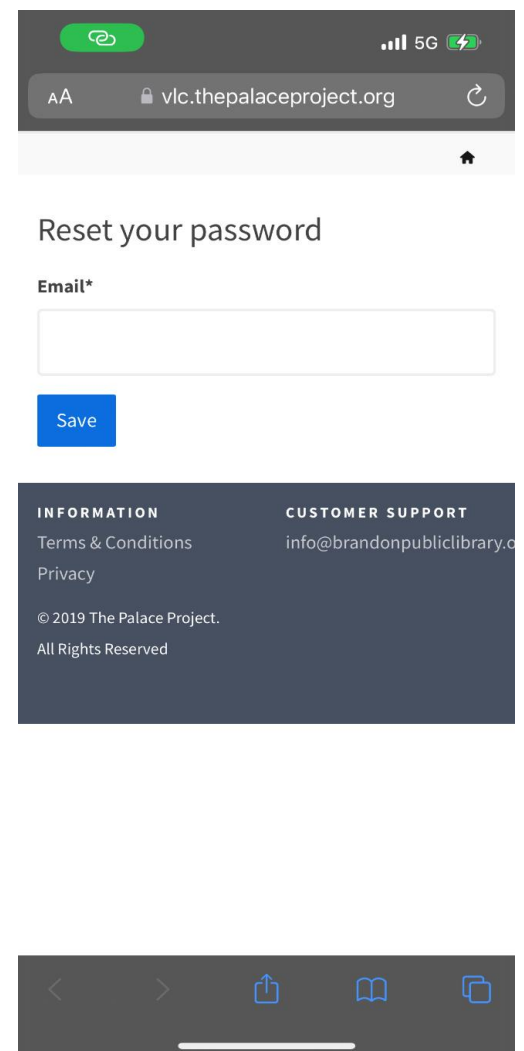 5G
AA vlc.thepalaceproject.org
Reset your password
Email*
Save
INFORMATION
Terms & Conditions
Privacy
© 2019 The Palace Project.
All Rights Reserved
CUSTOMER SUPPORT
info@brandonpubliclibrary.o